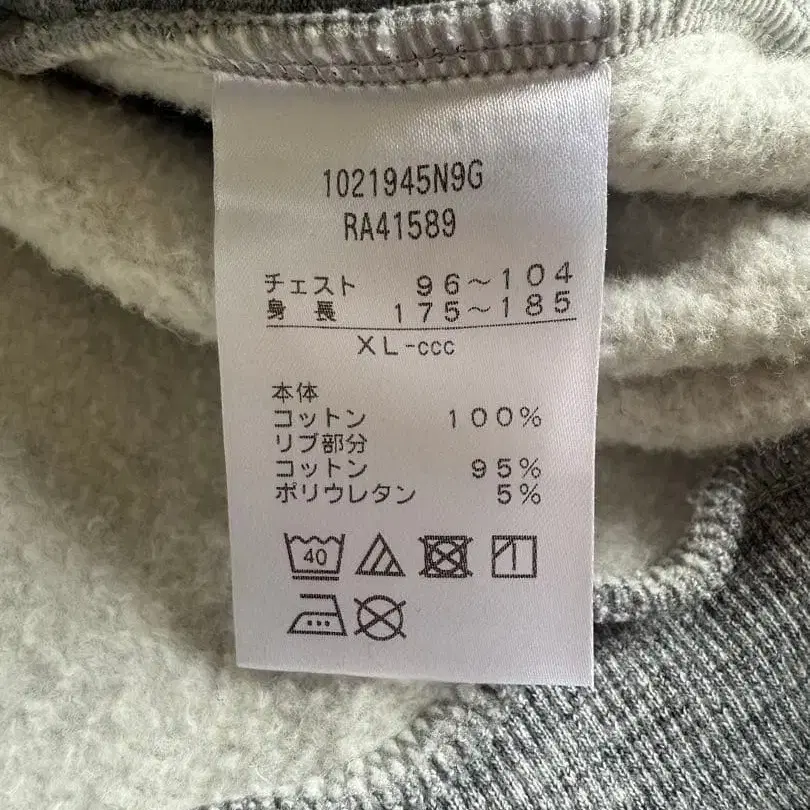 1021945N9G
RA41589
チェスト 96～104
身長 175～185
XL-ccc
本体
コットン 100%
リブ部分
コットン 95%
ポリウレタン 5%
40